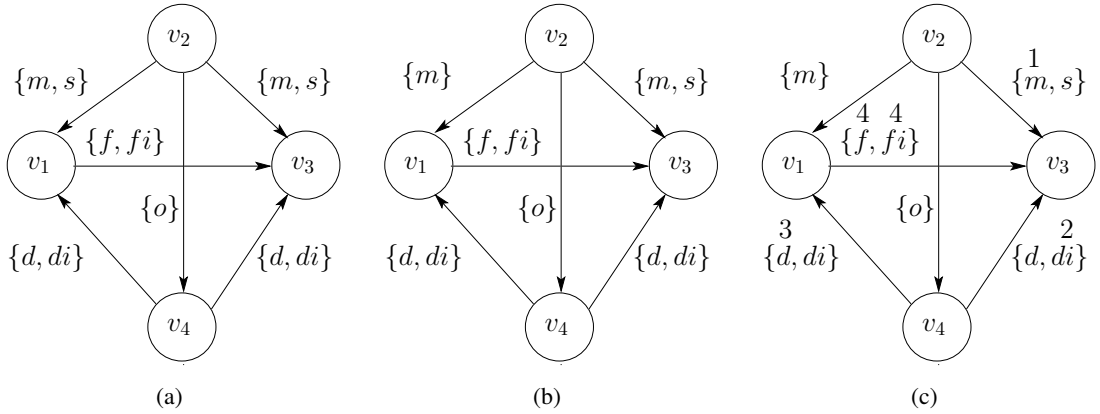 v2 v2 v2
1
{m, s} {m, s} {m} {m, s} {m} {m, s}
4 4
{f, fi} {f, fi} {f, fi}
v1 v3 v1 v3 v1 v3
{o} {o} {o}
3 2
{d, di} {d, di} {d, di} {d, di} {d, di} {d, di}
v4 v4 v4
(a) (b) (c)